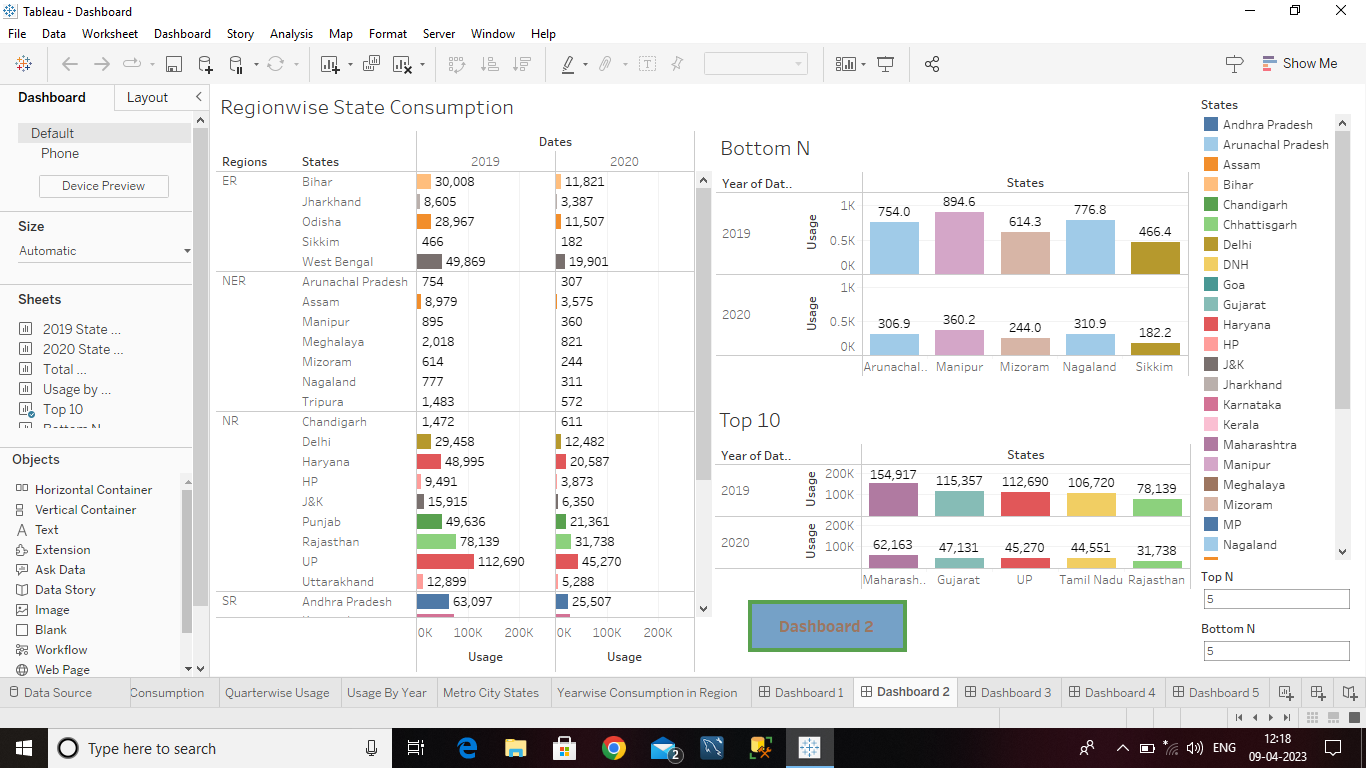 Tableau - Dashboard
File Data Worksheet Dashboard Story Analysis Map Format Server Window Help
Show Me
Dashboard Layout
Default
Phone
Device Preview
Size
Automatic
Sheets
2019 State ...
2020 State ...
Total ...
Usage by ...
Top 10
Bottom N
Objects
Horizontal Container
Vertical Container
Text
Extension
Ask Data
Data Story
Image
Blank
Workflow
Web Page
Regionwise State Consumption
Dates
Regions States 2019 2020
ER Bihar 30,008 11,821
Jharkhand 8,605 3,387
Odisha 28,967 11,507
Sikkim 466 182
West Bengal 49,869 19,901
NER Arunachal Pradesh 754 307
Assam 8,979 3,575
Manipur 895 360
Meghalaya 2,018 821
Mizoram 614 244
Nagaland 777 311
Tripura 1,483 572
NR Chandigarh 1,472 611
Delhi 29,458 12,482
Haryana 48,995 20,587
HP 9,491 3,873
J&K 15,915 6,350
Punjab 49,636 21,361
Rajasthan 78,139 31,738
UP 112,690 45,270
Uttarakhand 12,899 5,288
SR Andhra Pradesh 63,097 25,507
0K 100K 200K 0K 100K 200K
Usage Usage
Bottom N
Year of Dat.. States
2019 Usage 1K 0.5K 0K
754.0 894.6 614.3 776.8 466.4
2020 Usage 1K 0.5K 0K
306.9 360.2 244.0 310.9 182.2
Arunachal.. Manipur Mizoram Nagaland Sikkim
Top 10
Year of Dat.. States
2019 Usage 200K 100K
154,917 115,357 112,690 106,720 78,139
2020 Usage 200K 100K
62,163 47,131 45,270 44,551 31,738
Maharash.. Gujarat UP Tamil Nadu Rajasthan
Dashboard 2
States
Andhra Pradesh
Arunachal Pradesh
Assam
Bihar
Chandigarh
Chhattisgarh
Delhi
DNH
Goa
Gujarat
Haryana
HP
J&K
Jharkhand
Karnataka
Kerala
Maharashtra
Manipur
Meghalaya
Mizoram
MP
Nagaland
Top N
5
Bottom N
5
Data Source Consumption Quarterwise Usage Usage By Year Metro City States Yearwise Consumption in Region Dashboard 1 Dashboard 2 Dashboard 3 Dashboard 4 Dashboard 5
Type here to search
2
ENG
12:18
09-04-2023